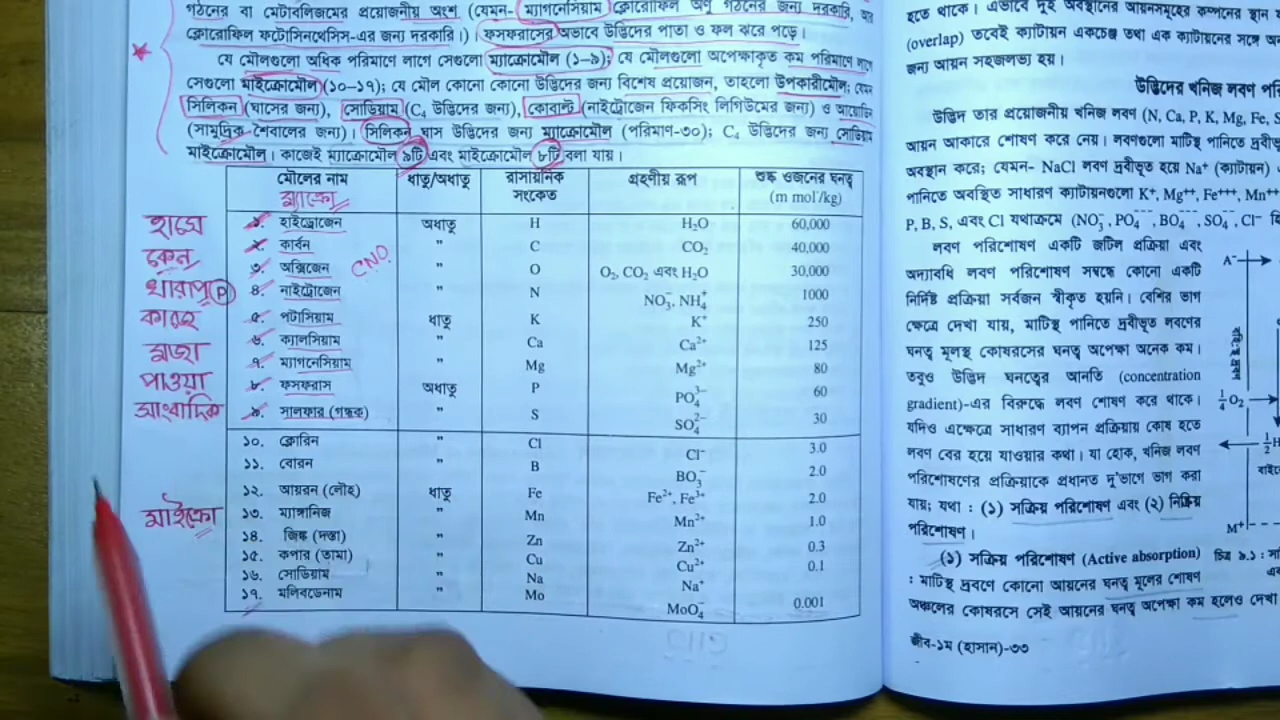 গঠনের বা মেটাবলিজমের প্রয়োজনীয় অংশ (যেমন- ম্যাগনেসিয়াম ক্লোরোফিল অণু গঠনের জন্য দরকারি, আর
ক্লোরোফিল ফটোসিনথেসিস-এর জন্য দরকারি।) ফসফরাসের অভাবে উদ্ভিদের পাতা ও ফল ঝরে পড়ে।
যে মৌলগুলো অধিক পরিমাণে লাগে সেগুলো ম্যাক্রোমৌল (১-৯); যে মৌলগুলো অপেক্ষাকৃত কম পরিমাণে লাগে
সেগুলো মাইক্রোমৌল (১০-১৭); যে মৌল কোনো কোনো উদ্ভিদের জন্য বিশেষ প্রয়োজন, তাহলো উপকারীমৌল; যেমন
সিলিকন (ঘাসের জন্য), সোডিয়াম (C₄ উদ্ভিদের জন্য), কোবাল্ট (নাইট্রোজেন ফিকসিং লিগিউমের জন্য) ও আয়োডিন
(সামুদ্রিক শৈবালের জন্য)। সিলিকন ঘাস উদ্ভিদের জন্য ম্যাক্রোমৌল (পরিমাণ-৩০); C₄ উদ্ভিদের জন্য সোডিয়াম
মাইক্রোমৌল। কাজেই ম্যাক্রোমৌল ৯টি এবং মাইক্রোমৌল ৮টি বলা যায়।
মৌলের নাম ধাতু/অধাতু রাসায়নিক সংকেত গ্রহণীয় রূপ শুষ্ক ওজনের ঘনত্ব (m mol/kg)
ম্যাক্রো
হাসে ১. হাইড্রোজেন অধাতু H H₂O 60,000
কেন ২. কার্বন " C CO₂ 40,000
CNO
৩. অক্সিজেন " O O₂, CO₂ এবং H₂O 30,000
খারাপ P ৪. নাইট্রোজেন " N NO₃⁻, NH₄⁺ 1000
৫. পটাসিয়াম ধাতু K K⁺ 250
৬. ক্যালসিয়াম " Ca Ca²⁺ 125
মজা ৭. ম্যাগনেসিয়াম " Mg Mg²⁺ 80
পাওয়া ৮. ফসফরাস অধাতু P PO₄³⁻ 60
সাংবাদিক ৯. সালফার (গন্ধক) " S SO₄²⁻ 30
১০. ক্লোরিন " Cl Cl⁻ 3.0
১১. বোরন " B BO₃⁻ 2.0
১২. আয়রন (লৌহ) ধাতু Fe Fe²⁺, Fe³⁺ 2.0
মাইক্রো ১৩. ম্যাঙ্গানিজ " Mn Mn²⁺ 1.0
১৪. জিঙ্ক (দস্তা) " Zn Zn²⁺ 0.3
১৫. কপার (তামা) " Cu Cu²⁺ 0.1
১৬. সোডিয়াম " Na Na⁺
১৭. মলিবডেনাম " Mo MoO₄⁻ 0.001
হতে থাকে। এভাবে দুই অবস্থানের আয়নসমূহের কম্পনের স্থান
(overlap) তবেই ক্যাটায়ন একচেঞ্জ তথা এক ক্যাটায়নের সঙ্গে
জন্য আয়ন সহজলভ্য হয়।
উদ্ভিদের খনিজ লবণ
উদ্ভিদ তার প্রয়োজনীয় খনিজ লবণ (N, Ca, P, K, Mg, Fe, S
আয়ন আকারে শোষণ করে নেয়। লবণগুলো মাটিস্থ পানিতে
অবস্থান করে; যেমন- NaCl লবণ দ্রবীভূত হয়ে Na⁺ (ক্যাটায়ন)
পানিতে অবস্থিত সাধারণ ক্যাটায়নগুলো K⁺, Mg⁺⁺, Fe⁺⁺⁺, Mn⁺⁺
P, B, S, এবং Cl যথাক্রমে (NO₃⁻, PO₄⁻⁻⁻, BO₄⁻⁻⁻, SO₄⁻, Cl⁻
লবণ পরিশোষণ একটি জটিল প্রক্রিয়া এবং
অদ্যাবধি লবণ পরিশোষণ সম্বন্ধে কোনো একটি
নির্দিষ্ট প্রক্রিয়া সর্বজন স্বীকৃত হয়নি। বেশির ভাগ
ক্ষেত্রে দেখা যায়, মাটিস্থ পানিতে দ্রবীভূত লবণের
ঘনত্ব মূলস্থ কোষরসের ঘনত্ব অপেক্ষা অনেক কম।
তবুও উদ্ভিদ ঘনত্বের আনতি (concentration
gradient)-এর বিরুদ্ধে লবণ শোষণ করে থাকে।
যদিও এক্ষেত্রে সাধারণ ব্যাপন প্রক্রিয়ায় কোষ হতে
লবণ বের হয়ে যাওয়ার কথা। যা হোক, খনিজ লবণ
পরিশোষণের প্রক্রিয়াকে প্রধানত দু'ভাগে ভাগ করা
যায়; যথা : (১) সক্রিয় পরিশোষণ এবং (২) নিষ্ক্রিয়
পরিশোষণ।
(১) সক্রিয় পরিশোষণ (Active absorption)
: মাটিস্থ দ্রবণে কোনো আয়নের ঘনত্ব মূলের শোষণ
অঞ্চলের কোষরসে সেই আয়নের ঘনত্ব অপেক্ষা কম হলেও দেখা
A⁻
বহিঃস্থ দ্রবণ
¼O₂
½H
M⁺
চিত্র ৯.১ :
জীব-১ম (হাসান)-৩৩